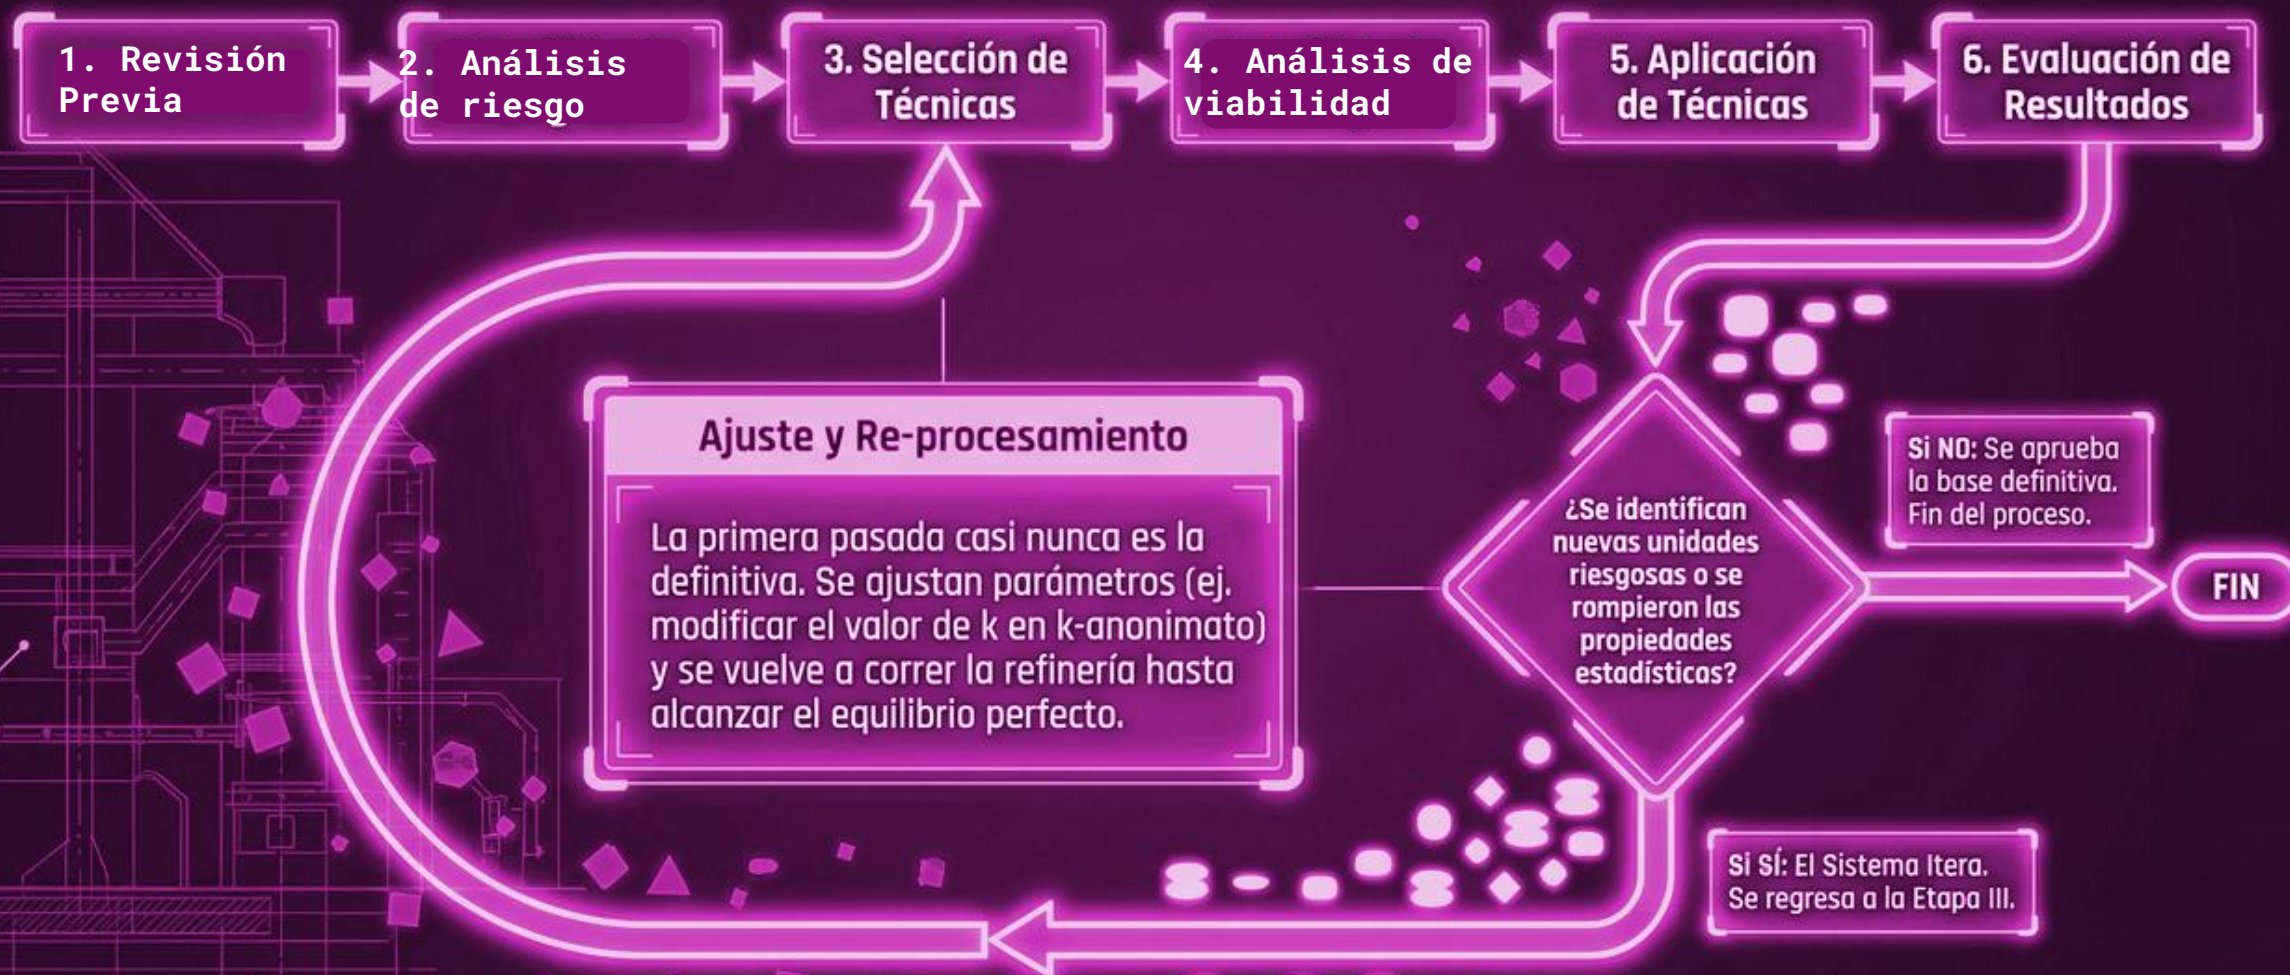 1. Revisión
Previa
2. Análisis
de riesgo
3. Selección de
Técnicas
4. Análisis de
viabilidad
5. Aplicación
de Técnicas
6. Evaluación de
Resultados
Ajuste y Re-procesamiento
La primera pasada casi nunca es la
definitiva. Se ajustan parámetros (ej.
modificar el valor de k en k-anonimato)
y se vuelve a correr la refinería hasta
alcanzar el equilibrio perfecto.
¿Se identifican
nuevas unidades
riesgosas o se
rompieron las
propiedades
estadísticas?
Si NO: Se aprueba
la base definitiva.
Fin del proceso.
FIN
Si SÍ: El Sistema Itera.
Se regresa a la Etapa III.